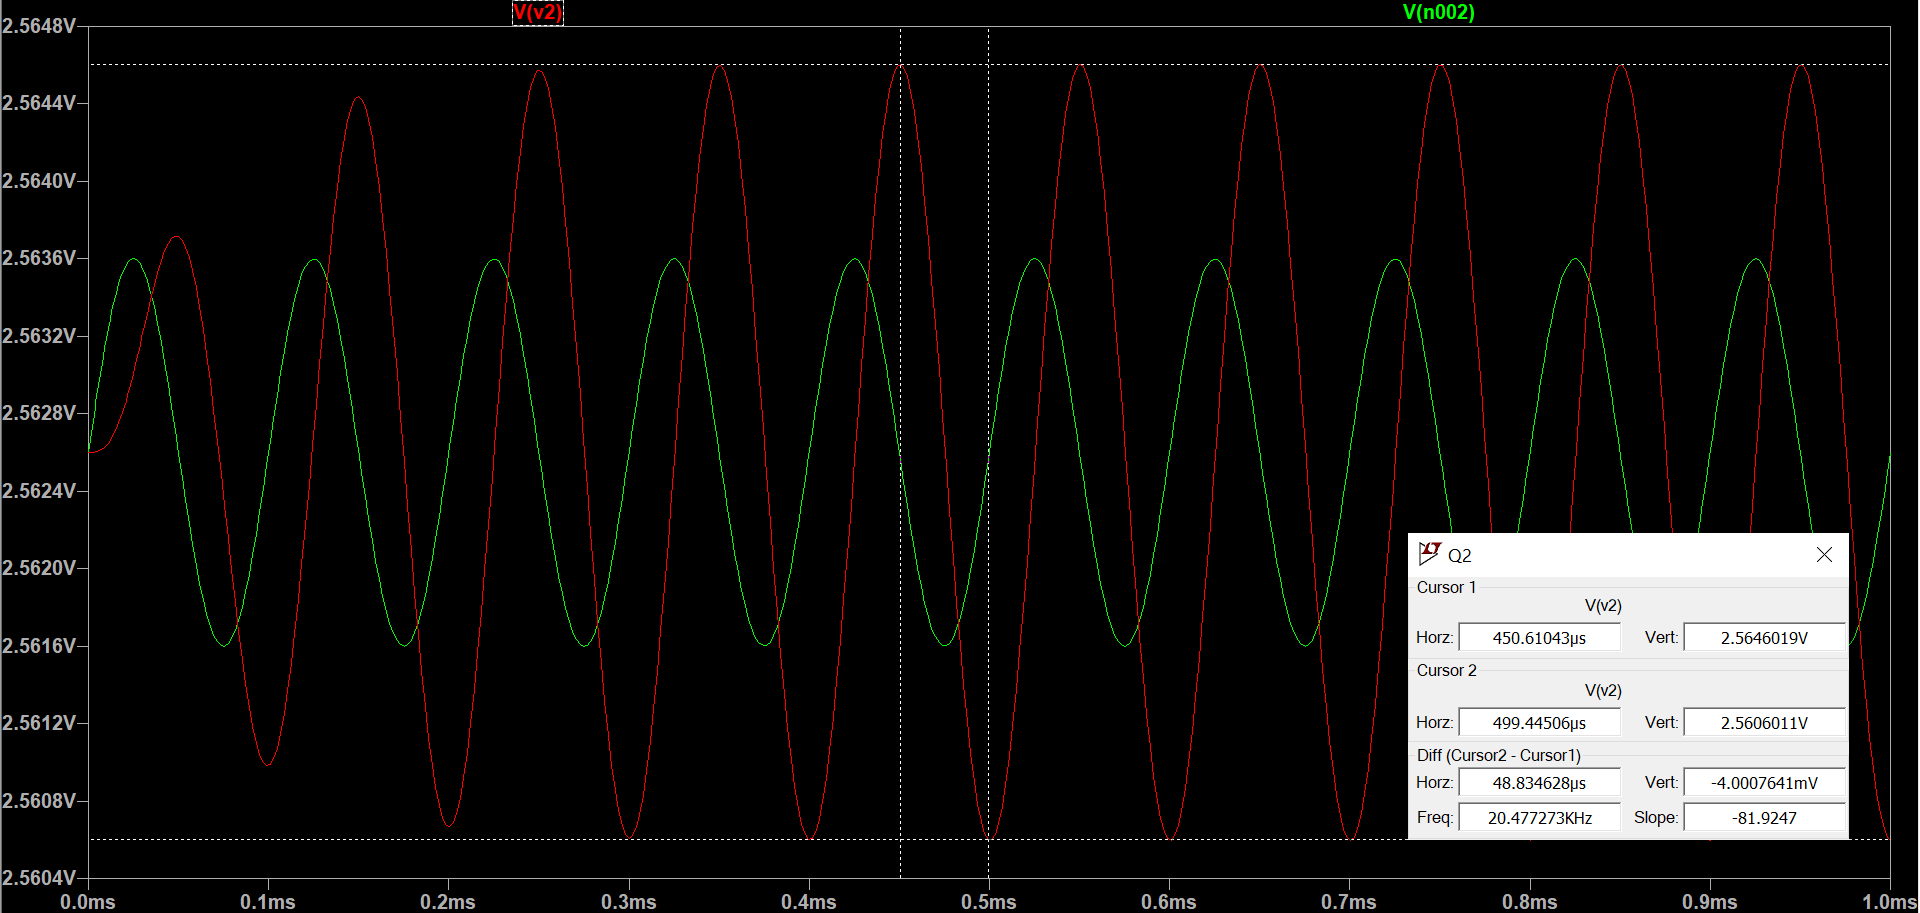 V(v2) V(n002)
2.5648V
2.5644V
2.5640V
2.5636V
2.5632V
2.5628V
2.5624V
2.5620V
2.5616V
2.5612V
2.5608V
2.5604V
0.0ms 0.1ms 0.2ms 0.3ms 0.4ms 0.5ms 0.6ms 0.7ms 0.8ms 0.9ms 1.0ms
Q2
Cursor 1
V(v2)
Horz: 450.61043µs Vert: 2.5646019V
Cursor 2
V(v2)
Horz: 499.44506µs Vert: 2.5606011V
Diff (Cursor2 - Cursor1)
Horz: 48.834628µs Vert: -4.0007641mV
Freq: 20.477273KHz Slope: -81.9247